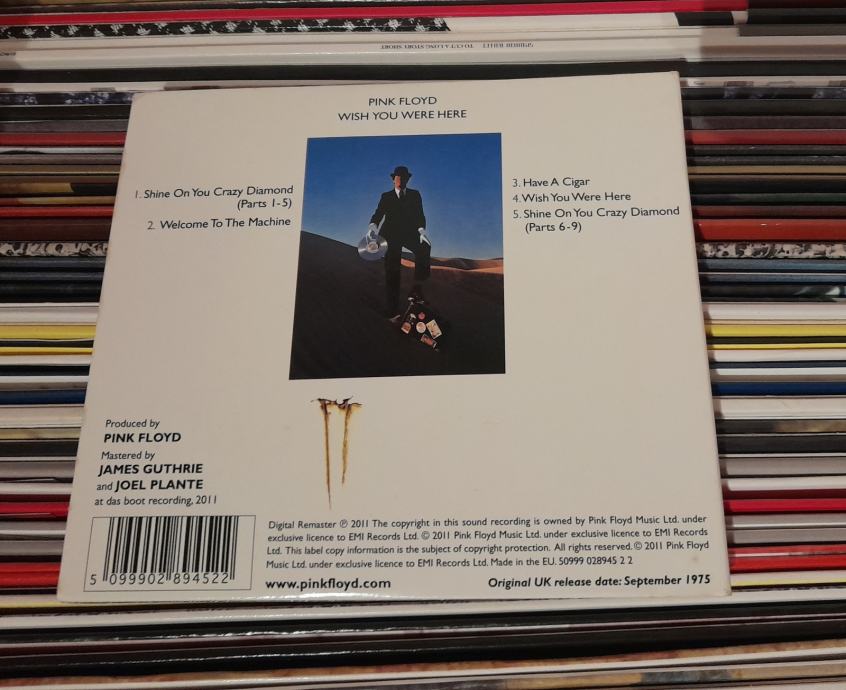 PINK FLOYD
WISH YOU WERE HERE
1. Shine On You Crazy Diamond
(Parts 1-5)
2. Welcome To The Machine
3. Have A Cigar
4. Wish You Were Here
5. Shine On You Crazy Diamond
(Parts 6-9)
Produced by
PINK FLOYD
Mastered by
JAMES GUTHRIE
and JOEL PLANTE
at das boot recording, 2011
5 099902 894522
Digital Remaster ℗ 2011 The copyright in this sound recording is owned by Pink Floyd Music Ltd. under
exclusive licence to EMI Records Ltd. © 2011 Pink Floyd Music Ltd. under exclusive licence to EMI Records
Ltd. This label copy information is the subject of copyright protection. All rights reserved. © 2011 Pink Floyd
Music Ltd. under exclusive licence to EMI Records Ltd. Made in the EU. 50999 028945 2 2
www.pinkfloyd.com
Original UK release date: September 1975
SPANDAU BALLET TO CUT A LONG STORY SHORT